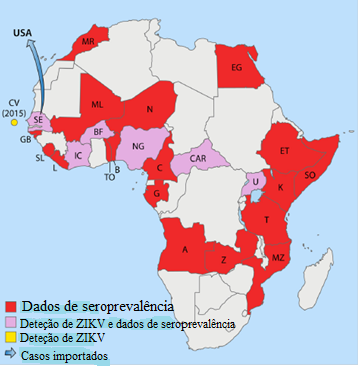 USA
MR
EG
CV
(2015)
SE
ML
N
GB
BF
NG
CAR
ET
SO
SL
L
IC
TO
B
C
G
U
K
T
A
Z
MZ
Dados de seroprevalência
Deteção de ZIKV e dados de seroprevalência
Deteção de ZIKV
Casos importados